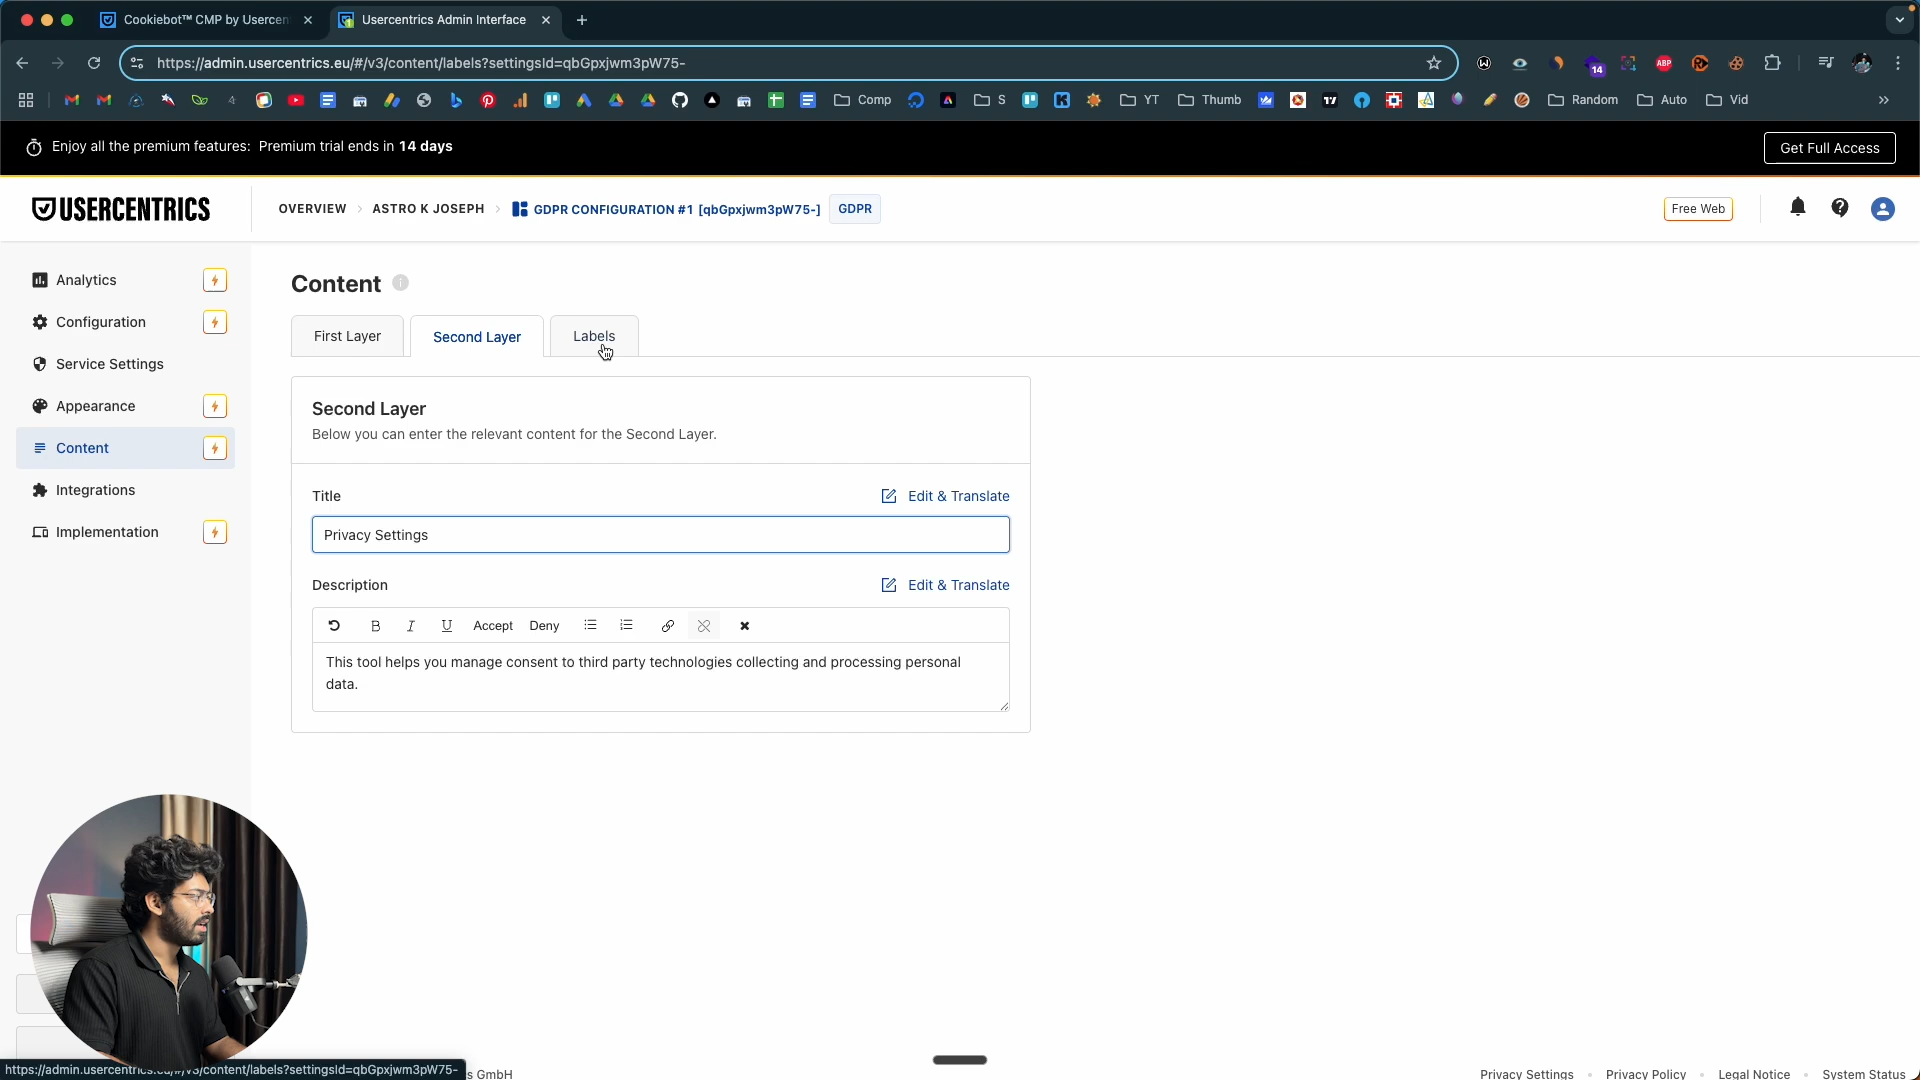 Cookiebot™ CMP by Usercen
Usercentrics Admin Interface
https://admin.usercentrics.eu/#/v3/content/labels?settingsId=qbGpxjwm3pW75-
14
ABP
Comp
S
YT
Thumb
Random
Auto
Vid
Enjoy all the premium features: Premium trial ends in 14 days
Get Full Access
USERCENTRICS
OVERVIEW
ASTRO K JOSEPH
GDPR CONFIGURATION #1 [qbGpxjwm3pW75-]
GDPR
Free Web
Analytics
Configuration
Service Settings
Appearance
Content
Integrations
Implementation
Content
First Layer
Second Layer
Labels
Second Layer
Below you can enter the relevant content for the Second Layer.
Title
Edit & Translate
Privacy Settings
Description
Edit & Translate
B I U Accept Deny
This tool helps you manage consent to third party technologies collecting and processing personal
data.
https://admin.usercentrics.eu/#/v3/content/labels?settingsId=qbGpxjwm3pW75-
s GmbH
Privacy Settings • Privacy Policy • Legal Notice • System Status